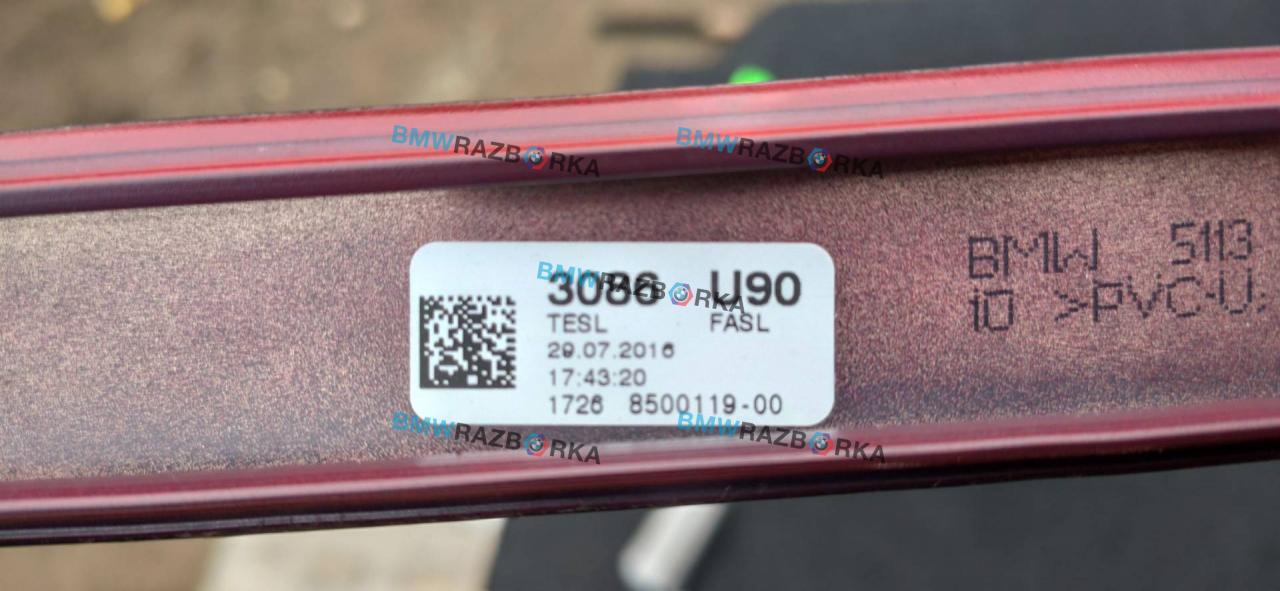 BMWRAZBORKA BMWRAZBORKA
BMWRAZBORKA
3086 U90
TESL FASL
29.07.2016
17:43:20
1726 8500119-00
BMW 5113
10 >PVC-U,
BMWRAZBORKA BMWRAZBORKA